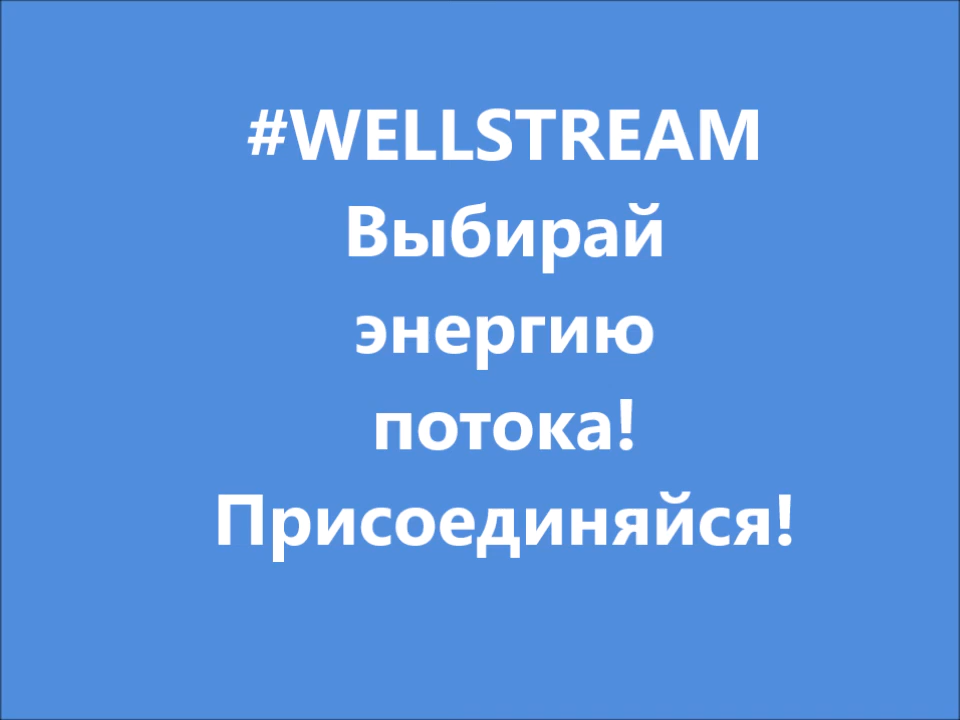 #WELLSTREAM
Выбирай
энергию
потока!
Присоединяйся!